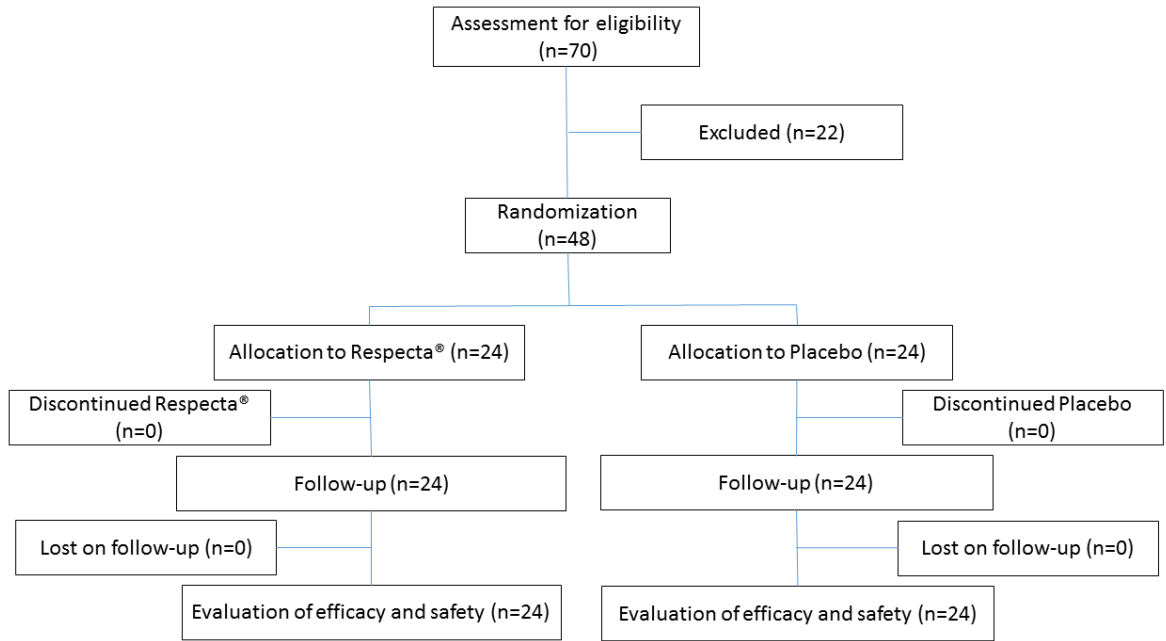 Assessment for eligibility
(n=70)
Excluded (n=22)
Randomization
(n=48)
Allocation to Respecta® (n=24)
Allocation to Placebo (n=24)
Discontinued Respecta®
(n=0)
Discontinued Placebo
(n=0)
Follow-up (n=24)
Follow-up (n=24)
Lost on follow-up (n=0)
Lost on follow-up (n=0)
Evaluation of efficacy and safety (n=24)
Evaluation of efficacy and safety (n=24)